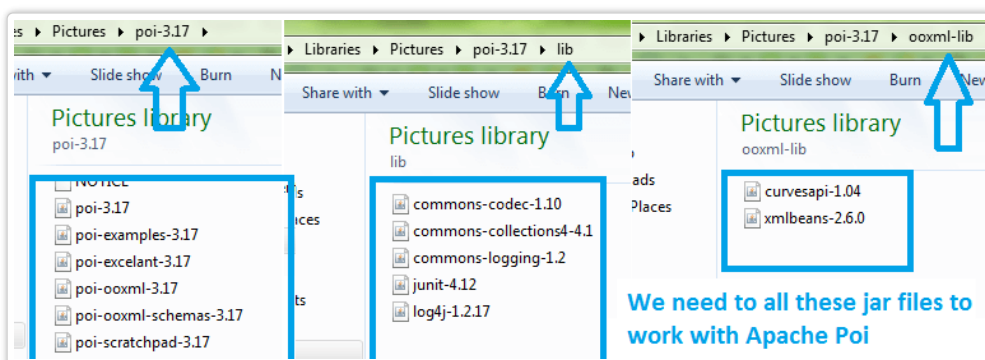 es ▸ Pictures ▸ poi-3.17 ▸
with ▾ Slide show Burn N
Pictures library
poi-3.17
NOTICE
poi-3.17
poi-examples-3.17
poi-excelant-3.17
poi-ooxml-3.17
poi-ooxml-schemas-3.17
poi-scratchpad-3.17
▸ Libraries ▸ Pictures ▸ poi-3.17 ▸ lib
Share with ▾ Slide show Burn New
Pictures library
lib
commons-codec-1.10
commons-collections4-4.1
commons-logging-1.2
junit-4.12
log4j-1.2.17
▸ Libraries ▸ Pictures ▸ poi-3.17 ▸ ooxml-lib
Share with ▾ Slide show Burn New
Pictures library
ooxml-lib
ads
Places
curvesapi-1.04
xmlbeans-2.6.0
We need to all these jar files to
work with Apache Poi